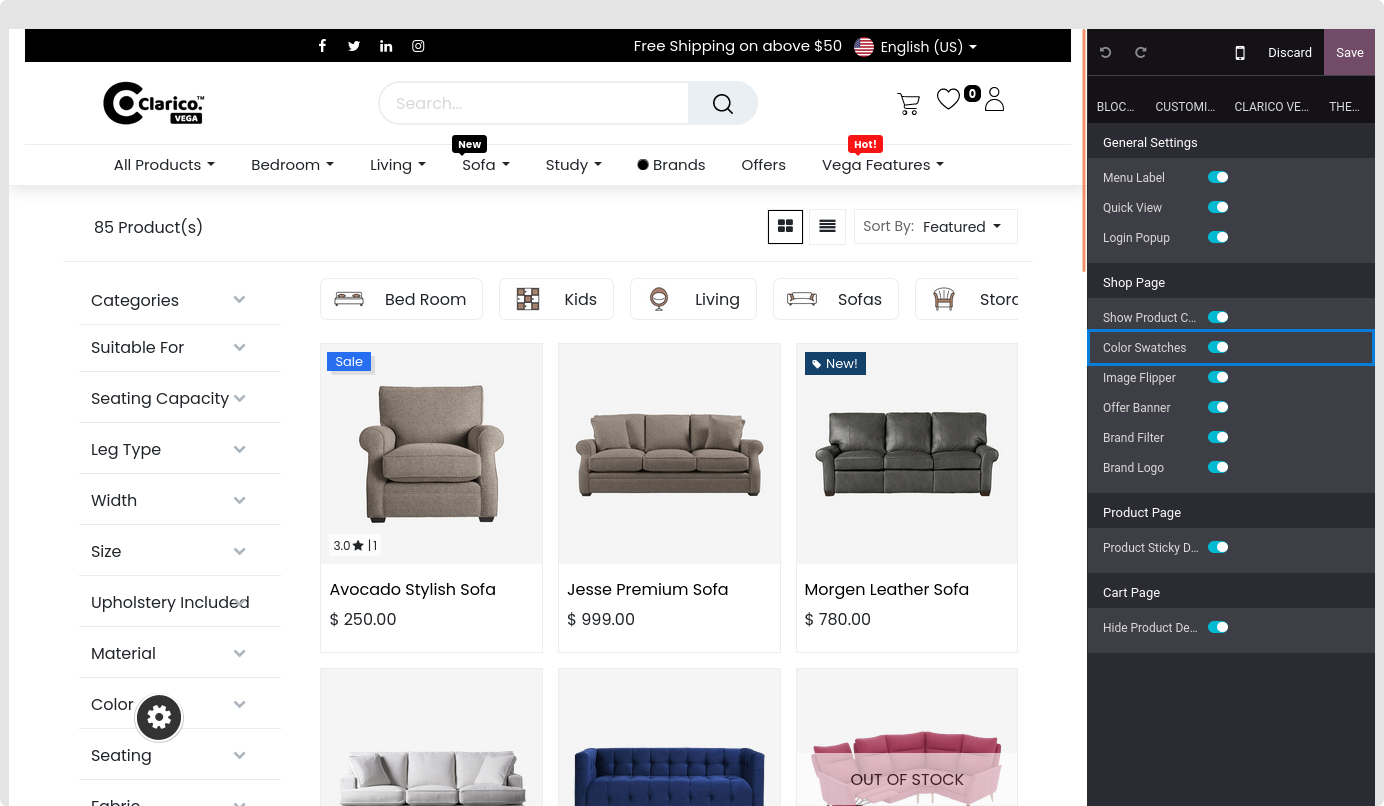 Free Shipping on above $50 English (US)
Clarico.
VEGA
Search...
0
New
Hot!
All Products Bedroom Living Sofa Study Brands Offers Vega Features
85 Product(s)
Sort By: Featured
Categories
Suitable For
Seating Capacity
Leg Type
Width
Size
Upholstery Included
Material
Color
Seating
Fabric
Bed Room Kids Living Sofas Stora
Sale
3.0 | 1
Avocado Stylish Sofa
$ 250.00
Jesse Premium Sofa
$ 999.00
New!
Morgen Leather Sofa
$ 780.00
OUT OF STOCK
Discard Save
BLOC... CUSTOMI... CLARICO VE... THE...
General Settings
Menu Label
Quick View
Login Popup
Shop Page
Show Product C...
Color Swatches
Image Flipper
Offer Banner
Brand Filter
Brand Logo
Product Page
Product Sticky D...
Cart Page
Hide Product De...